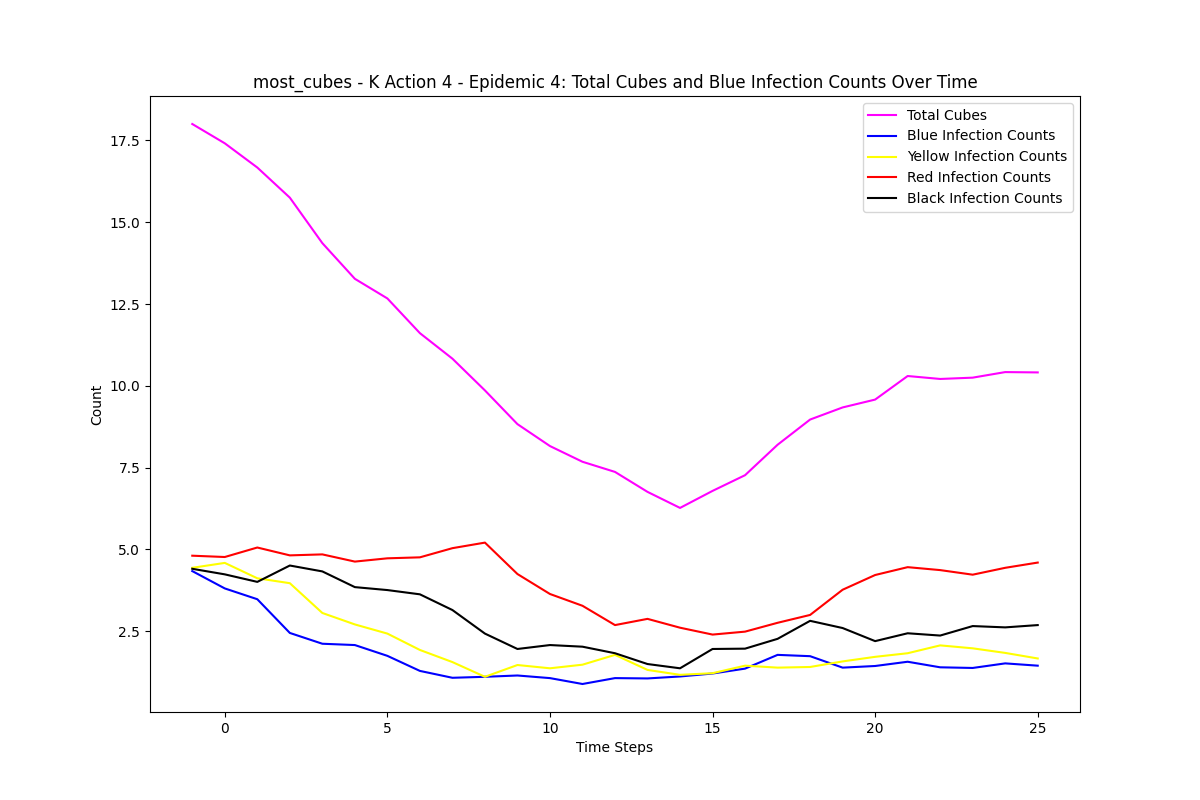 most_cubes - K Action 4 - Epidemic 4: Total Cubes and Blue Infection Counts Over Time
Total Cubes
Blue Infection Counts
Yellow Infection Counts
Red Infection Counts
Black Infection Counts
17.5
15.0
12.5
10.0
7.5
5.0
2.5
Count
0 5 10 15 20 25
Time Steps